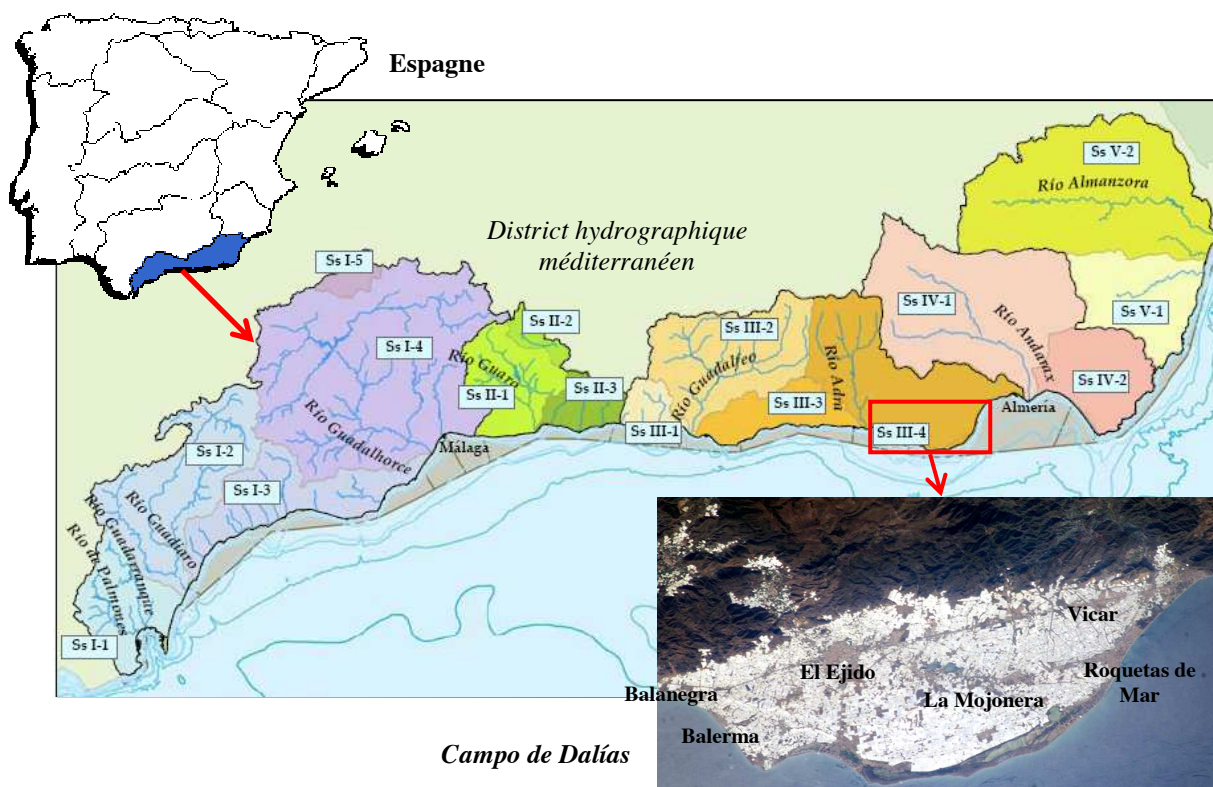 Espagne
District hydrographique
méditerranéen
Ss V-2
Río Almanzora
Ss I-5
Ss IV-1
Ss V-1
Ss II-2
Ss III-2
Río Andarax
Ss I-4
Río Guaro
Río Guadalfeo
Río Adra
Ss IV-2
Ss II-1
Ss II-3
Ss III-3
Almería
Ss III-1
Ss III-4
Málaga
Ss I-2
Río Guadalhorce
Ss I-3
Río Guadiaro
Río Guadarranque
Río de Palmones
Ss I-1
Vicar
El Ejido
Roquetas de
Mar
Balanegra
La Mojonera
Balerma
Campo de Dalías